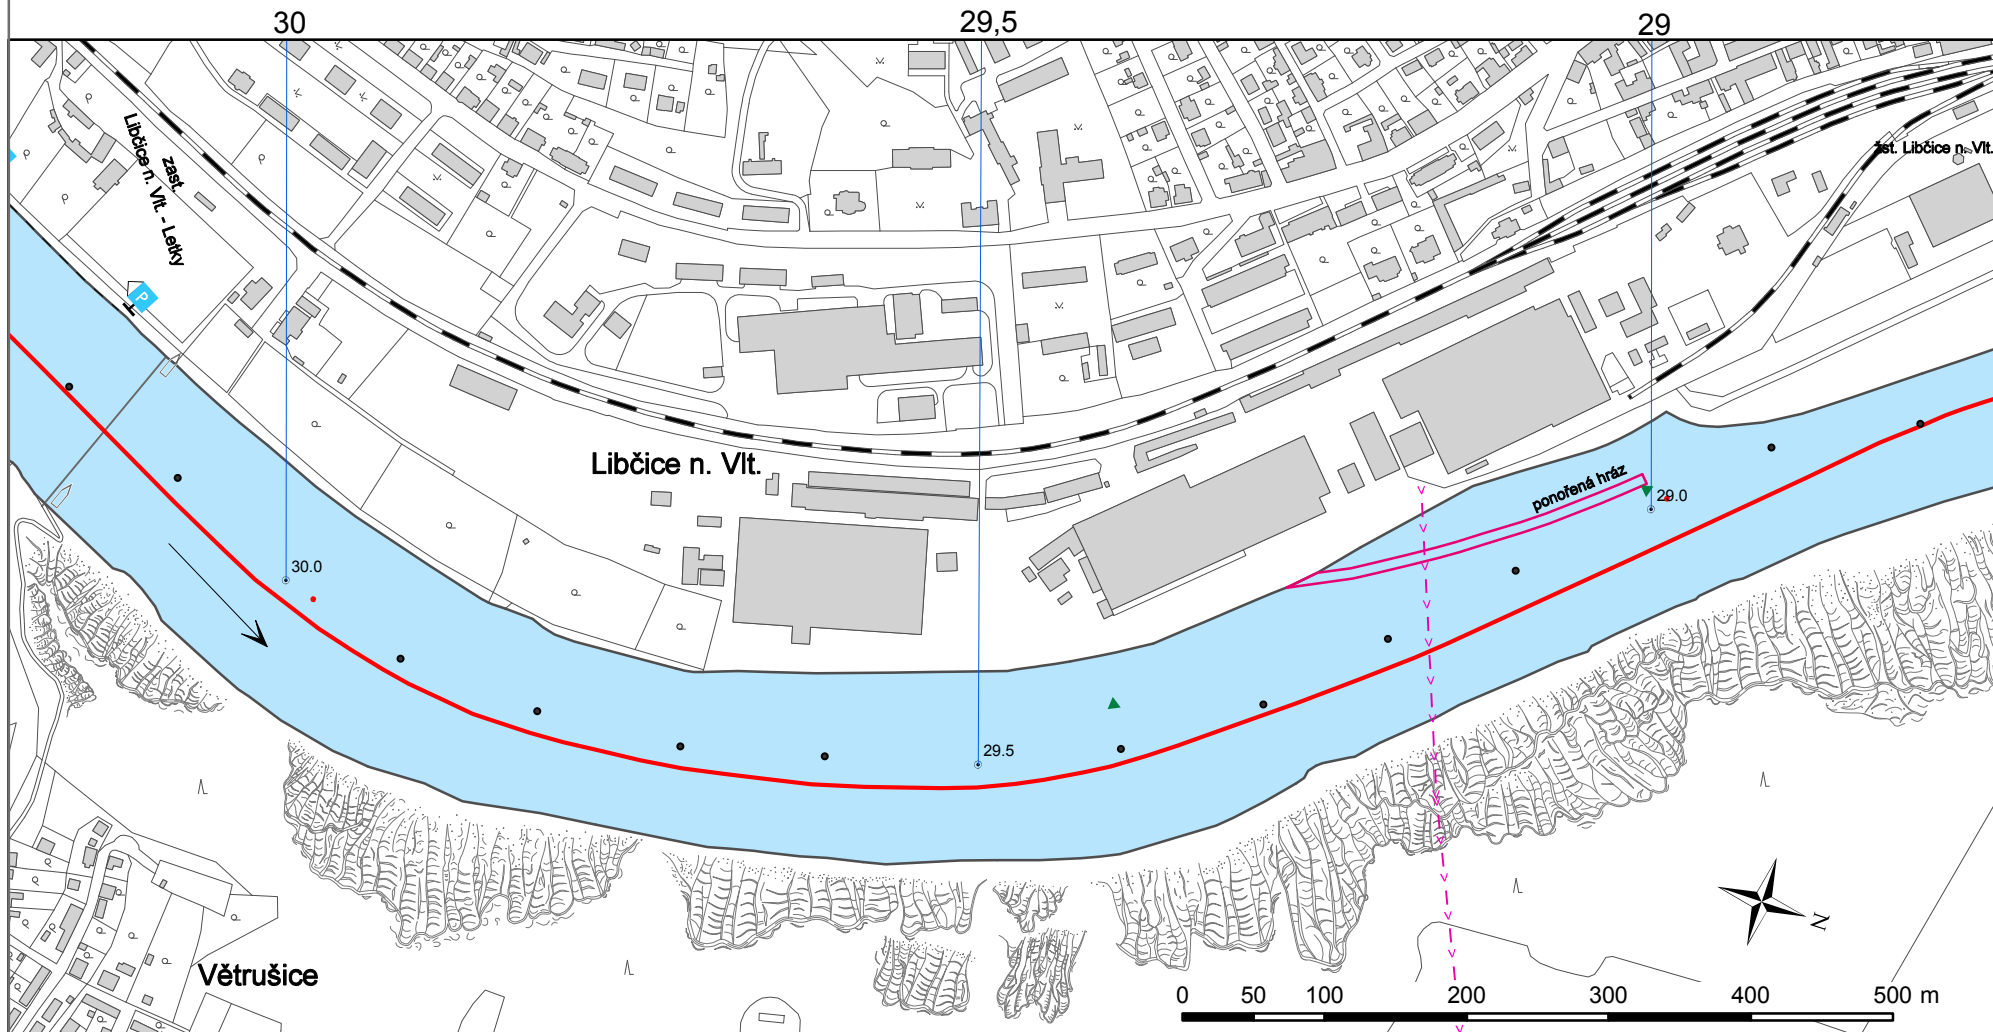 30
29,5
29
zast.
Libčice n. Vlt. - Letky
žst. Libčice n. Vlt.
P
Libčice n. Vlt.
ponořená hráz
29.0
30.0
29.5
Větrušice
N
0 50 100 200 300 400 500 m